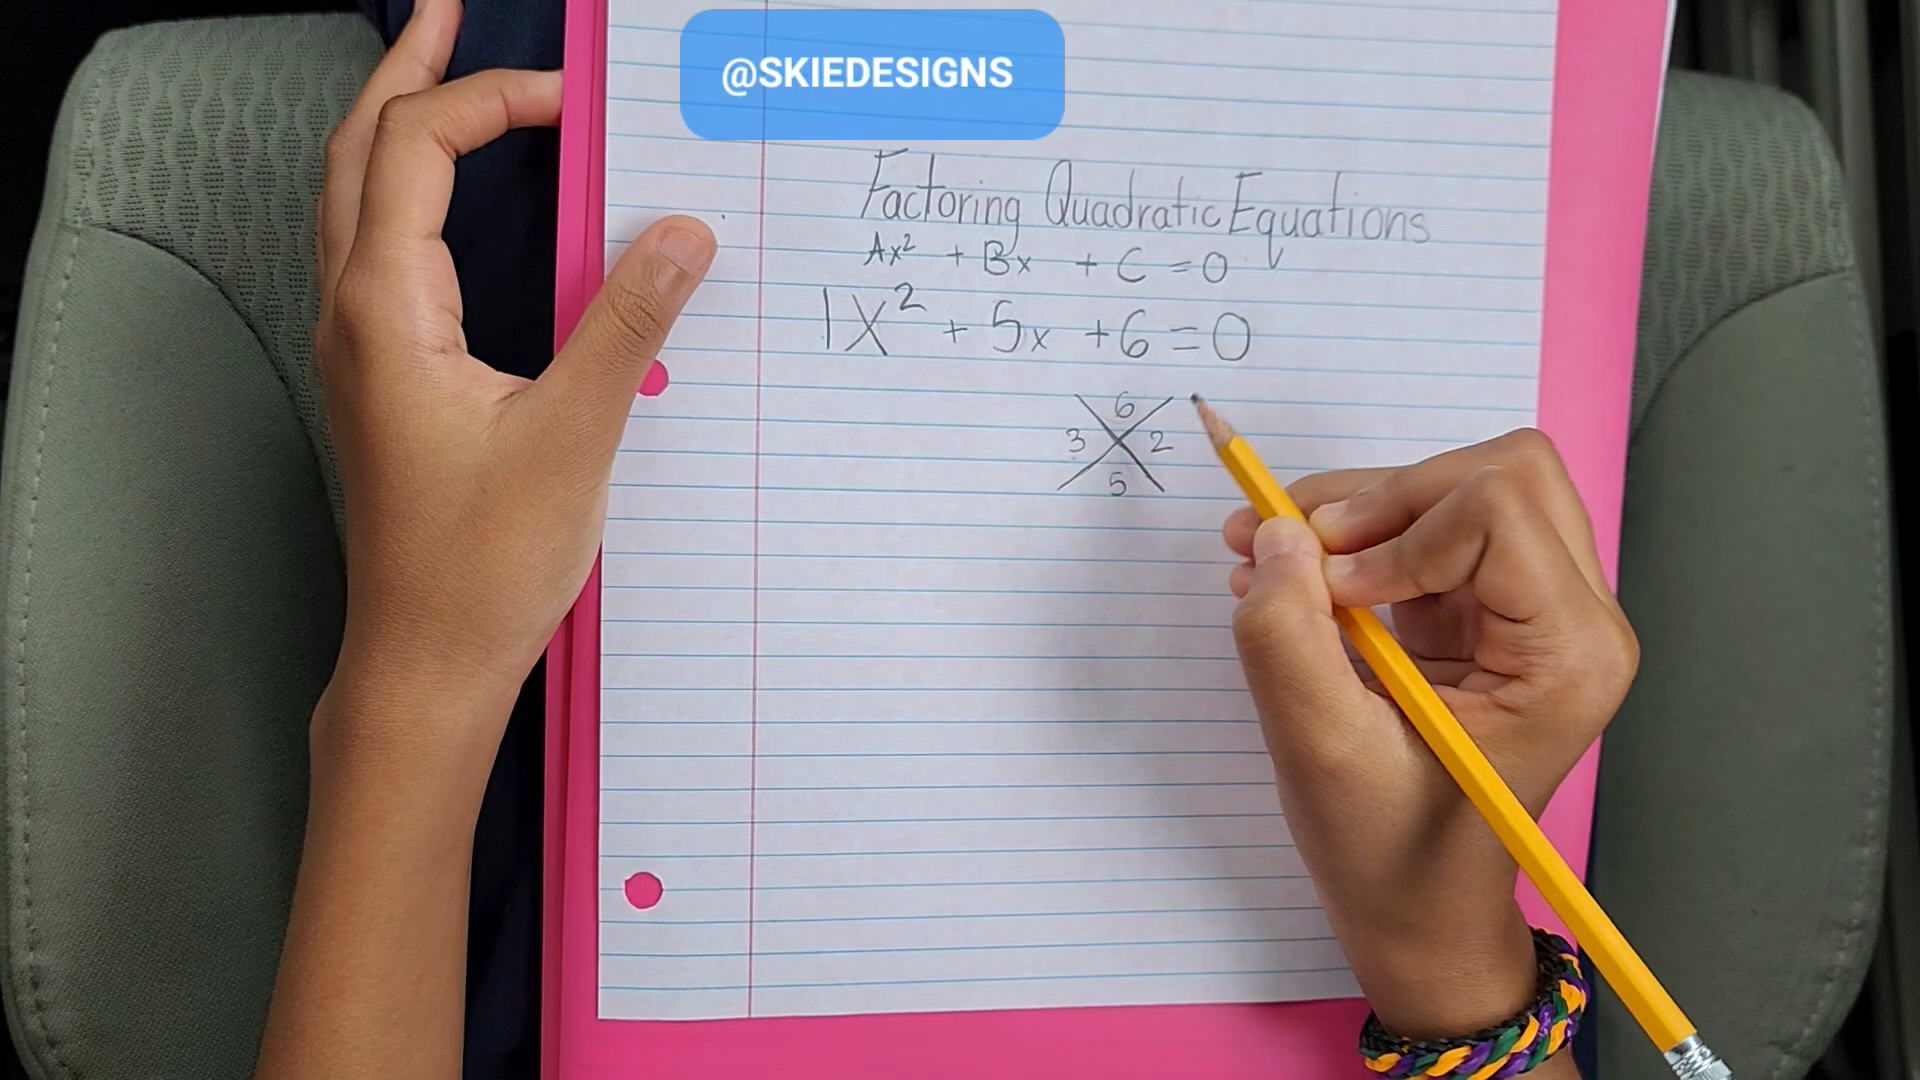 @SKIEDESIGNS
Factoring Quadratic Equations
Ax² + Bx + C = 0
1X² + 5x + 6 = 0
6
3 2
5